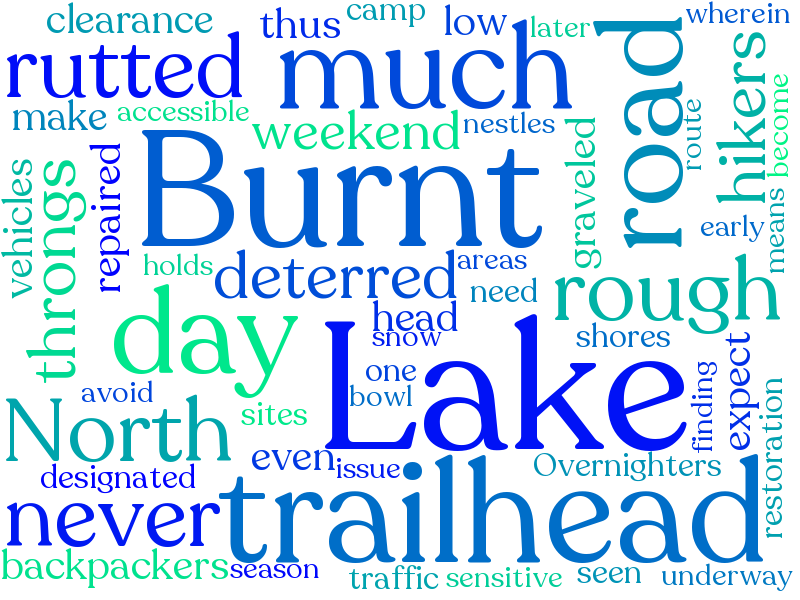 clearance
thus
camp
low
later
wherein
rutted
much
road
hikers
make
accessible
weekend
nestles
route
become
Burnt
vehicles
throngs
repaired
graveled
means
early
holds
deterred
areas
need
rough
day
head
snow
shores
Lake
one
bowl
avoid
sites
North
finding
expect
restoration
designated
even
issue
Overnighters
never
trailhead
backpackers
season
traffic
sensitive
seen
underway